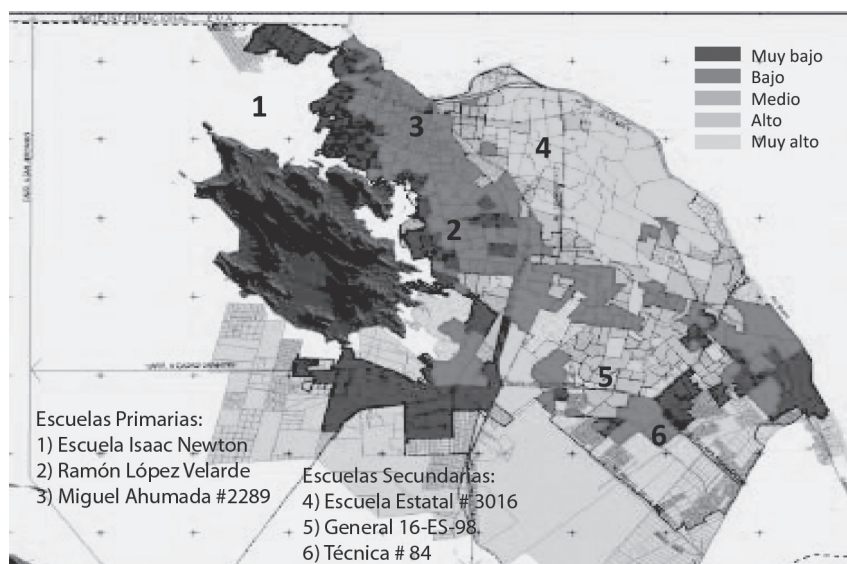 Muy bajo
Bajo
Medio
Alto
Muy alto
1
3
4
2
5
6
Escuelas Primarias:
1) Escuela Isaac Newton
2) Ramón López Velarde
3) Miguel Ahumada #2289
Escuelas Secundarias:
4) Escuela Estatal # 3016
5) General 16-ES-98
6) Técnica # 84